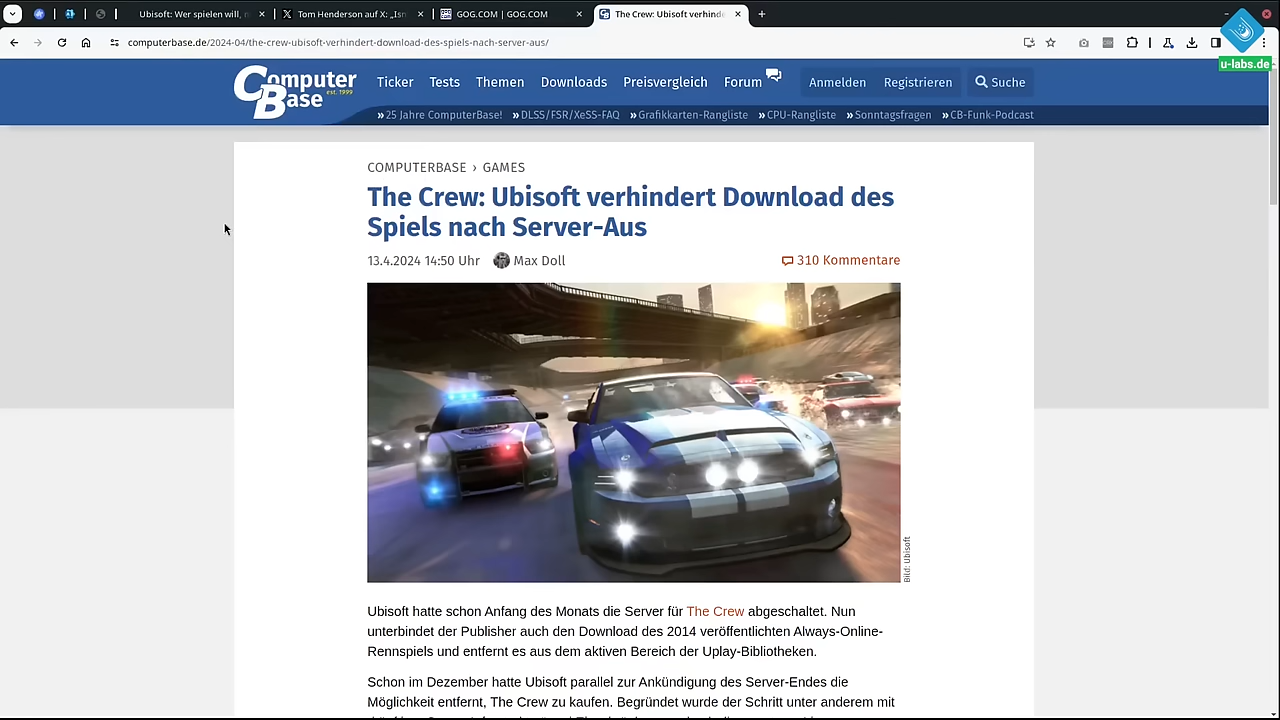 Ubisoft: Wer spielen will, n
Tom Henderson auf X: „Isn
GOG.COM | GOG.COM
The Crew: Ubisoft verhinde
computerbase.de/2024-04/the-crew-ubisoft-verhindert-download-des-spiels-nach-server-aus/
u-labs.de
ComputerBase est. 1999
Ticker Tests Themen Downloads Preisvergleich Forum Anmelden Registrieren Suche
»25 Jahre ComputerBase! »DLSS/FSR/XeSS-FAQ »Grafikkarten-Rangliste »CPU-Rangliste »Sonntagsfragen »CB-Funk-Podcast
COMPUTERBASE › GAMES
The Crew: Ubisoft verhindert Download des
Spiels nach Server-Aus
13.4.2024 14:50 Uhr Max Doll 310 Kommentare
Bild: Ubisoft
Ubisoft hatte schon Anfang des Monats die Server für The Crew abgeschaltet. Nun
unterbindet der Publisher auch den Download des 2014 veröffentlichten Always-Online-
Rennspiels und entfernt es aus dem aktiven Bereich der Uplay-Bibliotheken.
Schon im Dezember hatte Ubisoft parallel zur Ankündigung des Server-Endes die
Möglichkeit entfernt, The Crew zu kaufen. Begründet wurde der Schritt unter anderem mit